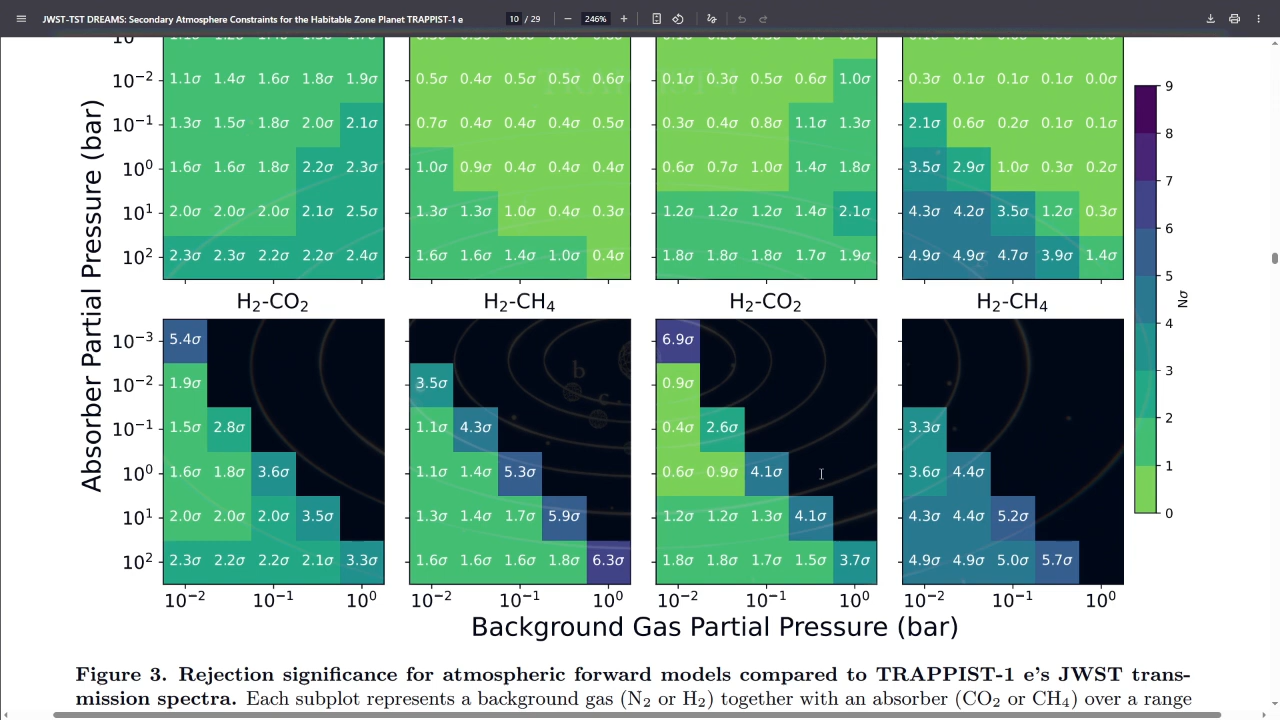 JWST-TST DREAMS: Secondary Atmosphere Constraints for the Habitable Zone Planet TRAPPIST-1 e
10 / 29
246%
10⁻² 1.1σ 1.4σ 1.6σ 1.8σ 1.9σ 0.5σ 0.4σ 0.5σ 0.5σ 0.6σ 0.1σ 0.3σ 0.5σ 0.6σ 1.0σ 0.3σ 0.1σ 0.1σ 0.1σ 0.0σ
10⁻¹ 1.3σ 1.5σ 1.8σ 2.0σ 2.1σ 0.7σ 0.4σ 0.4σ 0.4σ 0.5σ 0.3σ 0.4σ 0.8σ 1.1σ 1.3σ 2.1σ 0.6σ 0.2σ 0.1σ 0.1σ
10⁰ 1.6σ 1.6σ 1.8σ 2.2σ 2.3σ 1.0σ 0.9σ 0.4σ 0.4σ 0.4σ 0.6σ 0.7σ 1.0σ 1.4σ 1.8σ 3.5σ 2.9σ 1.0σ 0.3σ 0.2σ
10¹ 2.0σ 2.0σ 2.0σ 2.1σ 2.5σ 1.3σ 1.3σ 1.0σ 0.4σ 0.3σ 1.2σ 1.2σ 1.2σ 1.4σ 2.1σ 4.3σ 4.2σ 3.5σ 1.2σ 0.3σ
10² 2.3σ 2.3σ 2.2σ 2.2σ 2.4σ 1.6σ 1.6σ 1.4σ 1.0σ 0.4σ 1.8σ 1.8σ 1.8σ 1.7σ 1.9σ 4.9σ 4.9σ 4.7σ 3.9σ 1.4σ
H₂-CO₂ H₂-CH₄ H₂-CO₂ H₂-CH₄
10⁻³ 5.4σ 6.9σ
10⁻² 1.9σ 3.5σ 0.9σ
10⁻¹ 1.5σ 2.8σ 1.1σ 4.3σ 0.4σ 2.6σ 3.3σ
10⁰ 1.6σ 1.8σ 3.6σ 1.1σ 1.4σ 5.3σ 0.6σ 0.9σ 4.1σ 3.6σ 4.4σ
10¹ 2.0σ 2.0σ 2.0σ 3.5σ 1.3σ 1.4σ 1.7σ 5.9σ 1.2σ 1.2σ 1.3σ 4.1σ 4.3σ 4.4σ 5.2σ
10² 2.3σ 2.2σ 2.2σ 2.1σ 3.3σ 1.6σ 1.6σ 1.6σ 1.8σ 6.3σ 1.8σ 1.8σ 1.7σ 1.5σ 3.7σ 4.9σ 4.9σ 5.0σ 5.7σ
10⁻² 10⁻¹ 10⁰ 10⁻² 10⁻¹ 10⁰ 10⁻² 10⁻¹ 10⁰ 10⁻² 10⁻¹ 10⁰
Absorber Partial Pressure (bar)
Background Gas Partial Pressure (bar)
9
8
7
6
5
4
3
2
1
0
Nσ
b
c
Figure 3. Rejection significance for atmospheric forward models compared to TRAPPIST-1 e's JWST trans-
mission spectra. Each subplot represents a background gas (N₂ or H₂) together with an absorber (CO₂ or CH₄) over a range